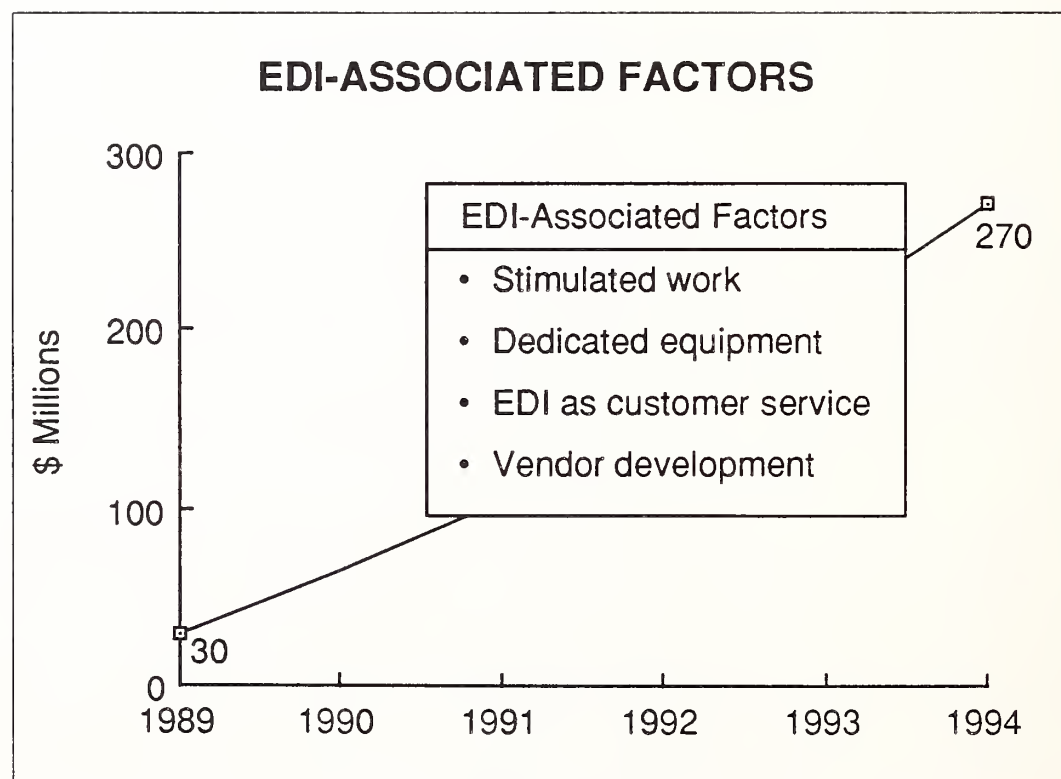 EDI-ASSOCIATED FACTORS
300
200
100
0
$ Millions
EDI-Associated Factors
• Stimulated work
• Dedicated equipment
• EDI as customer service
• Vendor development
270
30
1989 1990 1991 1992 1993 1994